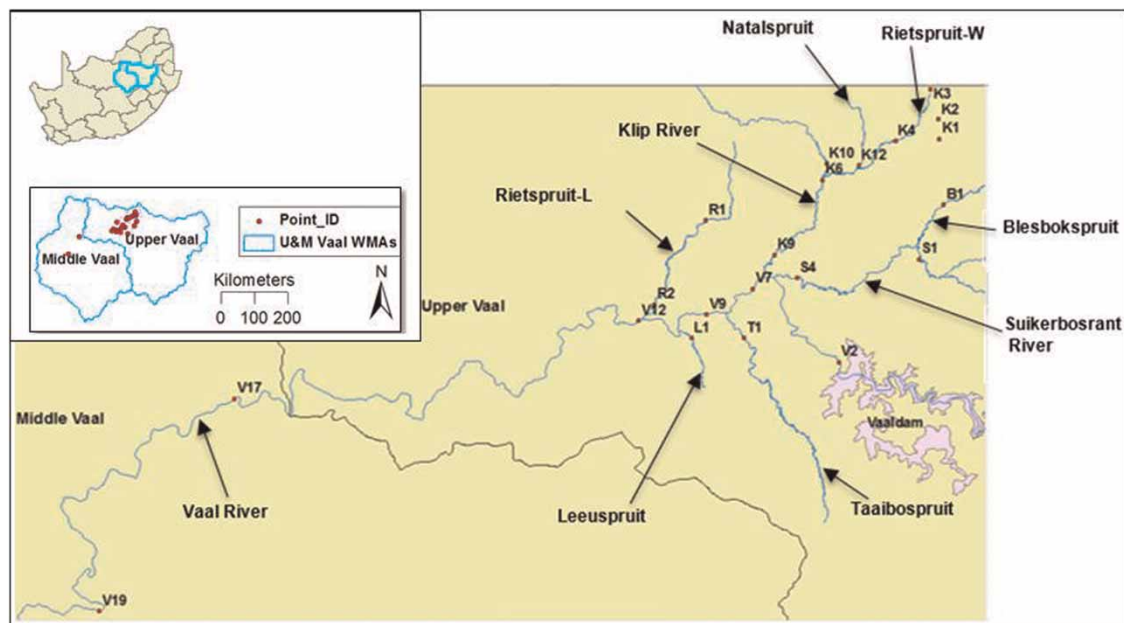 Natalspruit
Rietspruit-W
K3
K2
K1
K4
Klip River
K10
K12
K6
Rietspruit-L
B1
R1
Blesbokspruit
Point_ID
U&M Vaal WMAs
Upper Vaal
Middle Vaal
Kilometers
0 100 200
N
K9
S1
S4
V7
R2
Upper Vaal
V12
V9
L1
T1
Suikerbosrant
River
V2
V17
Middle Vaal
Vaaldam
Vaal River
Leeuspruit
Taaibospruit
V19